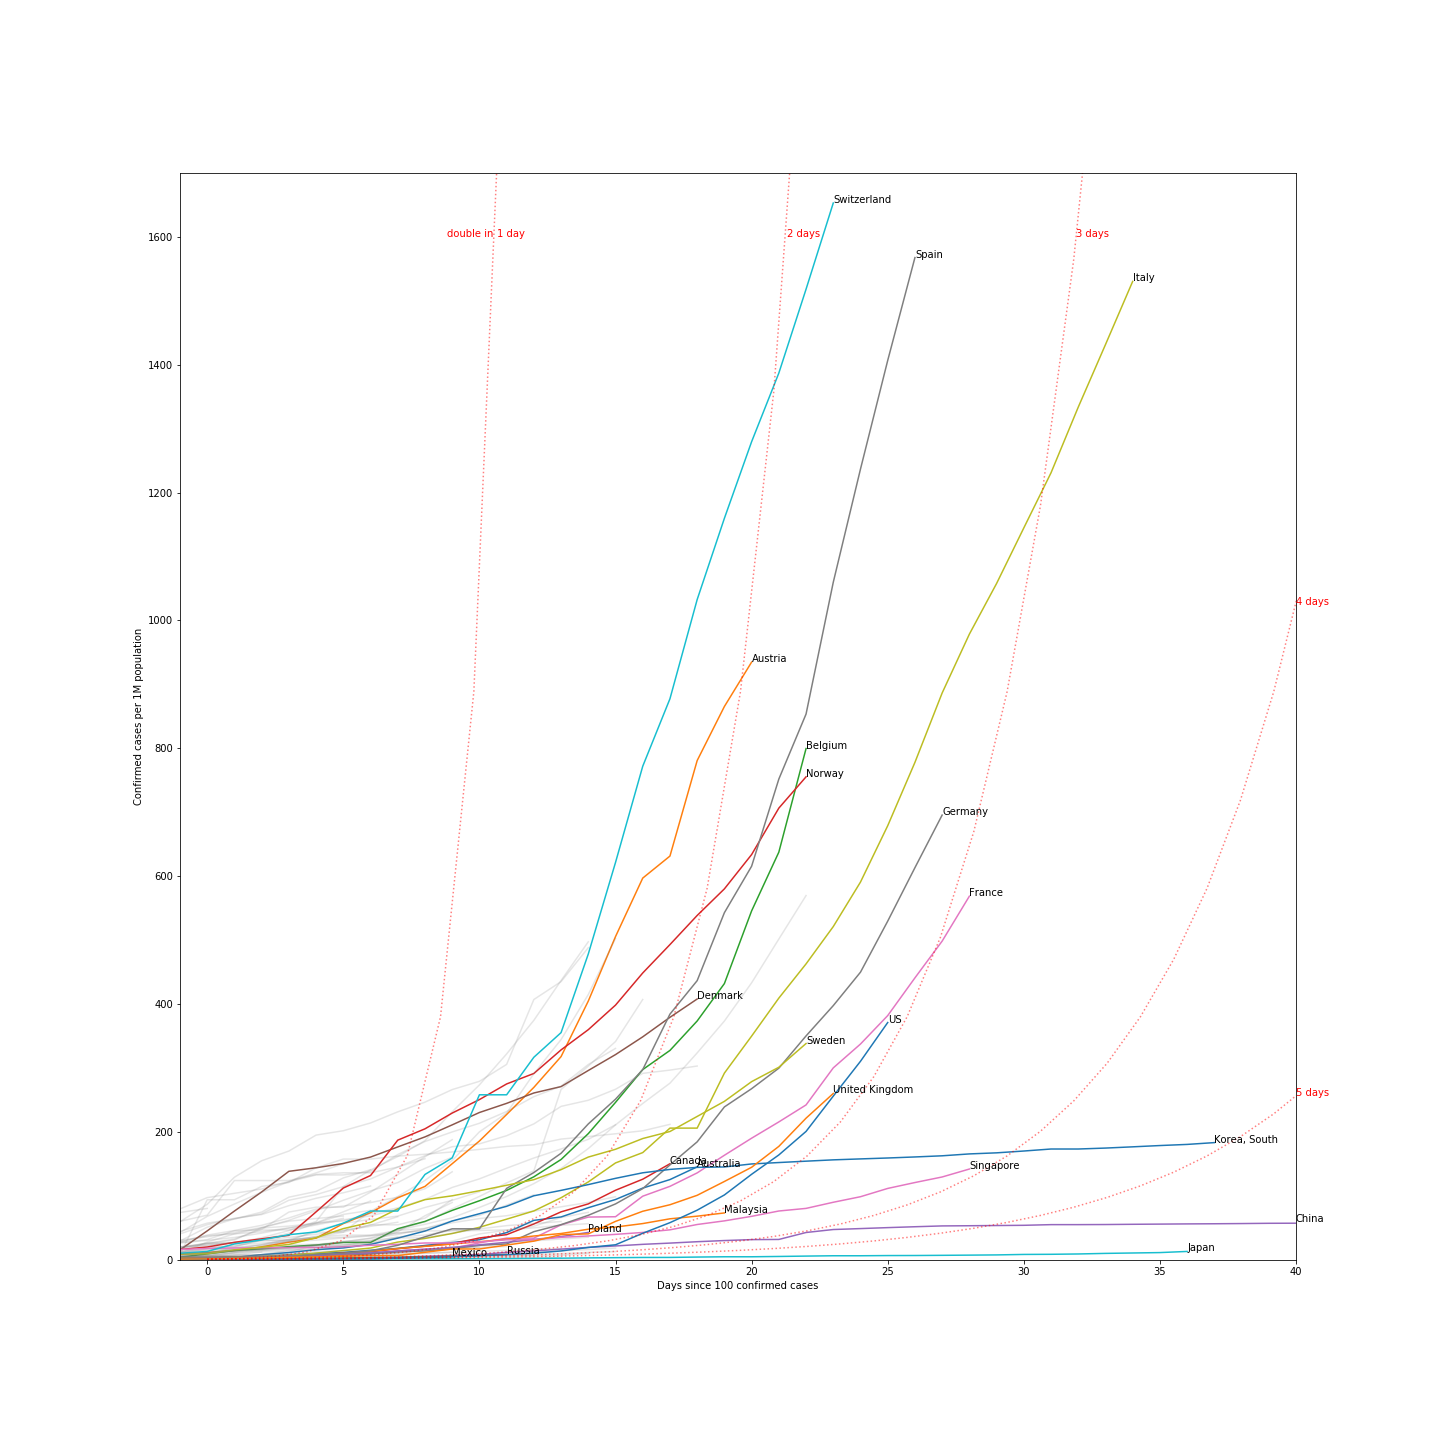 Switzerland
double in 1 day
2 days
3 days
1600
Spain
Italy
1400
1200
1000
4 days
Confirmed cases per 1M population
Austria
800
Belgium
Norway
Germany
France
600
400
Denmark
US
Sweden
United Kingdom
5 days
200
Korea, South
Canada
Australia
Singapore
Malaysia
China
Poland
Mexico
Russia
Japan
0
0 5 10 15 20 25 30 35 40
Days since 100 confirmed cases